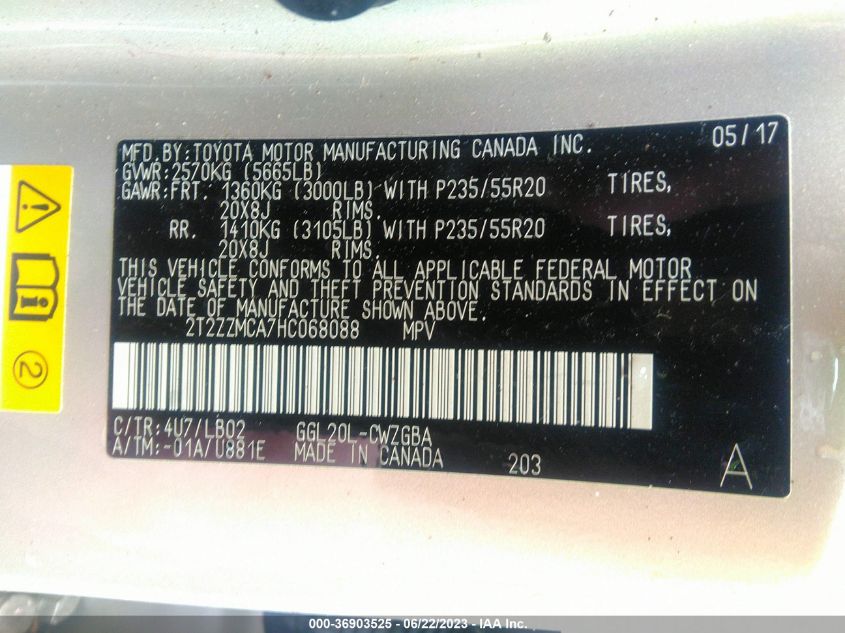 MFD.BY:TOYOTA MOTOR MANUFACTURING CANADA INC. 05/17
GVWR:2570KG (5665LB)
GAWR:FRT. 1360KG (3000LB) WITH P235/55R20 TIRES,
20X8J RIMS.
RR. 1410KG (3105LB) WITH P235/55R20 TIRES,
20X8J RIMS.
THIS VEHICLE CONFORMS TO ALL APPLICABLE FEDERAL MOTOR
VEHICLE SAFETY AND THEFT PREVENTION STANDARDS IN EFFECT ON
THE DATE OF MANUFACTURE SHOWN ABOVE.
2T2ZZMCA7HC068088 MPV
C/TR:4U7/LB02 GGL20L-CWZGBA
A/TM:-01A/U881E MADE IN CANADA 203 A
2
000-36903525 - 06/22/2023 - IAA Inc.